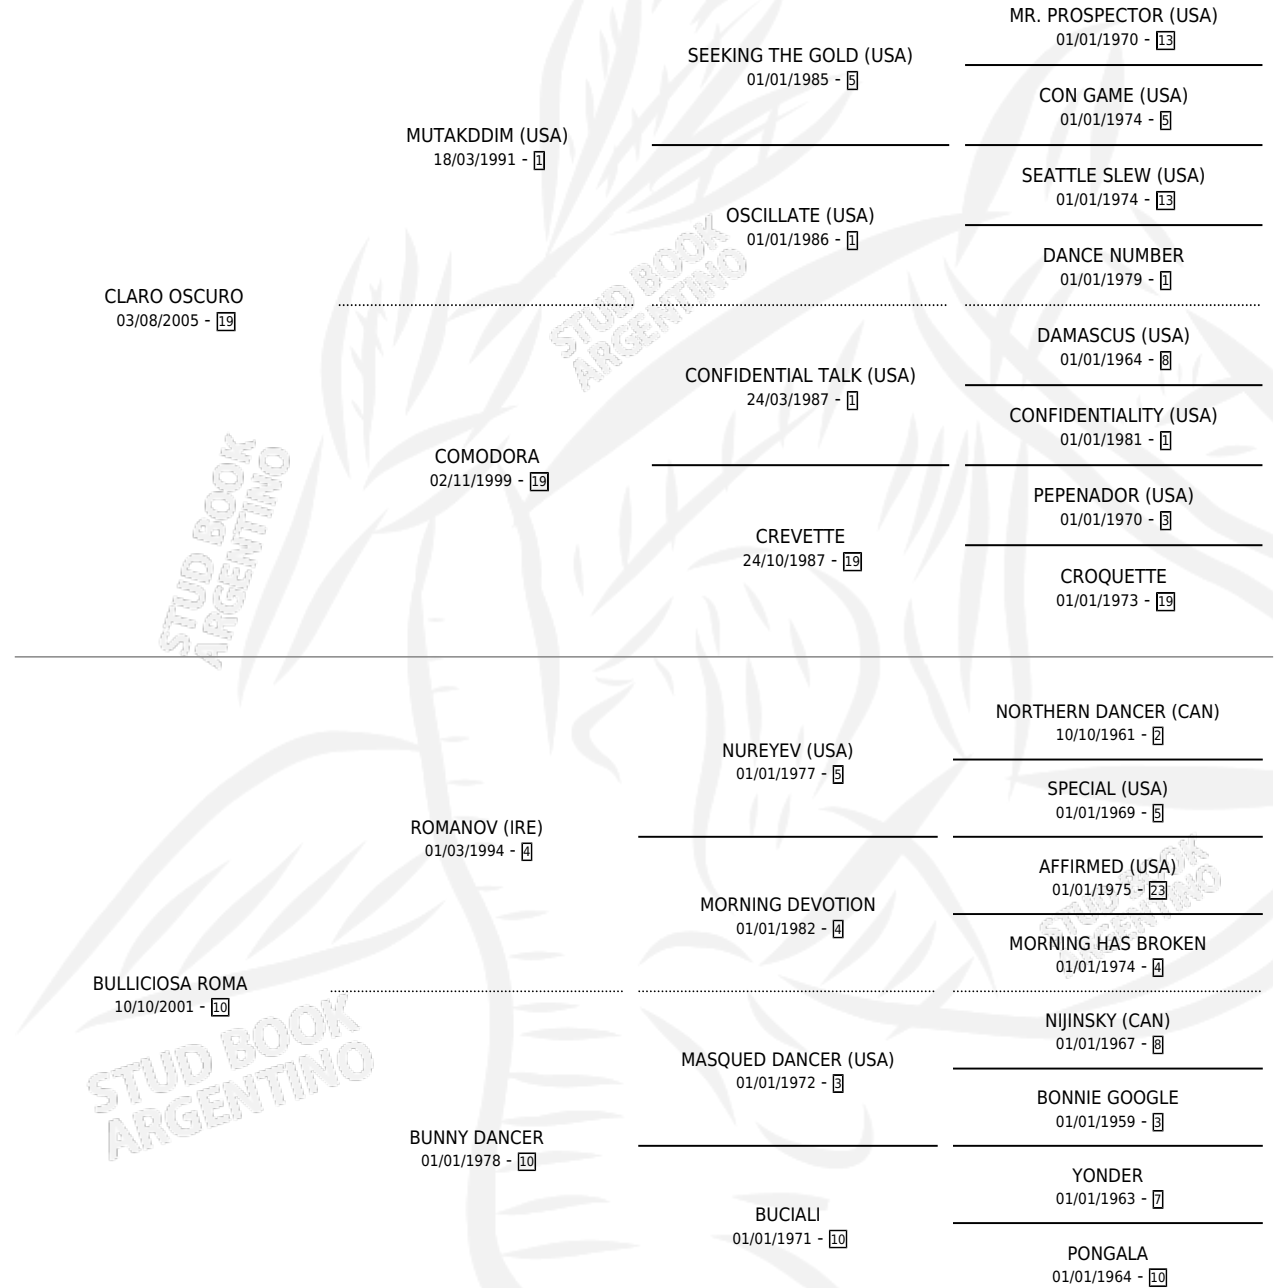 MR. PROSPECTOR (USA)
01/01/1970 - 13
SEEKING THE GOLD (USA)
01/01/1985 - 5
CON GAME (USA)
01/01/1974 - 5
MUTAKDDIM (USA)
18/03/1991 - 1
SEATTLE SLEW (USA)
01/01/1974 - 13
OSCILLATE (USA)
01/01/1986 - 1
DANCE NUMBER
01/01/1979 - 1
CLARO OSCURO
03/08/2005 - 19
DAMASCUS (USA)
01/01/1964 - 8
CONFIDENTIAL TALK (USA)
24/03/1987 - 1
CONFIDENTIALITY (USA)
01/01/1981 - 1
COMODORA
02/11/1999 - 19
PEPENADOR (USA)
01/01/1970 - 3
CREVETTE
24/10/1987 - 19
CROQUETTE
01/01/1973 - 19
NORTHERN DANCER (CAN)
10/10/1961 - 2
NUREYEV (USA)
01/01/1977 - 5
SPECIAL (USA)
01/01/1969 - 5
ROMANOV (IRE)
01/03/1994 - 4
AFFIRMED (USA)
01/01/1975 - 23
MORNING DEVOTION
01/01/1982 - 4
MORNING HAS BROKEN
01/01/1974 - 4
BULLICIOSA ROMA
10/10/2001 - 10
NIJINSKY (CAN)
01/01/1967 - 8
MASQUED DANCER (USA)
01/01/1972 - 3
BONNIE GOOGLE
01/01/1959 - 3
BUNNY DANCER
01/01/1978 - 10
YONDER
01/01/1963 - 7
BUCIALI
01/01/1971 - 10
PONGALA
01/01/1964 - 10
STUD BOOK
ARGENTINO
STUD BOOK
ARGENTINO
STUD BOOK
ARGENTINO
STUD BOOK
ARGENTINO